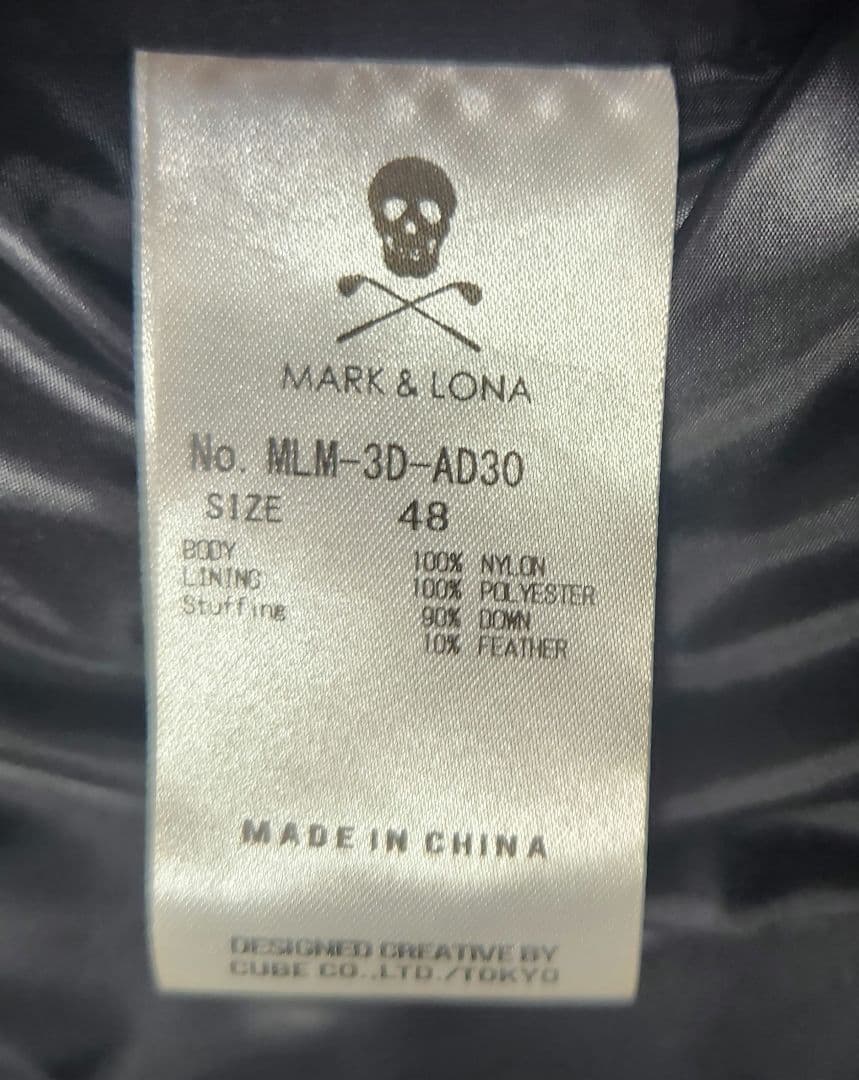 MARK & LONA
No. MLM-3D-AD30
SIZE 48
BODY 100% NYLON
LINING 100% POLYESTER
Stuffing 90% DOWN
10% FEATHER
MADE IN CHINA
DESIGNED CREATIVE BY
CUBE CO.,LTD./TOKYO